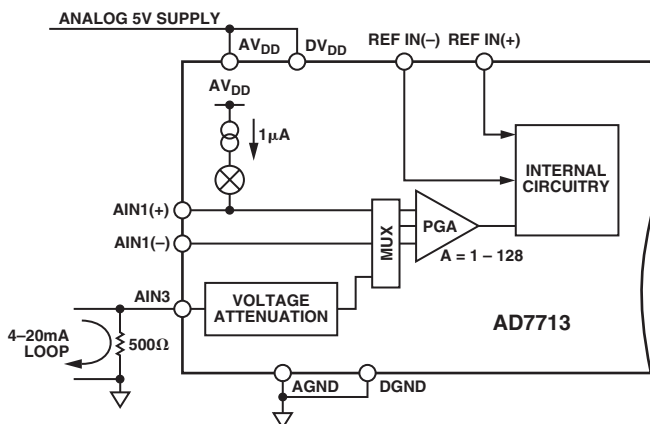 ANALOG 5V SUPPLY
AVDD
DVDD
REF IN(–)
REF IN(+)
AVDD
1µA
INTERNAL
CIRCUITRY
AIN1(+)
MUX
PGA
AIN1(–)
A = 1 – 128
AIN3
VOLTAGE
ATTENUATION
AD7713
4–20mA
LOOP
500Ω
AGND
DGND